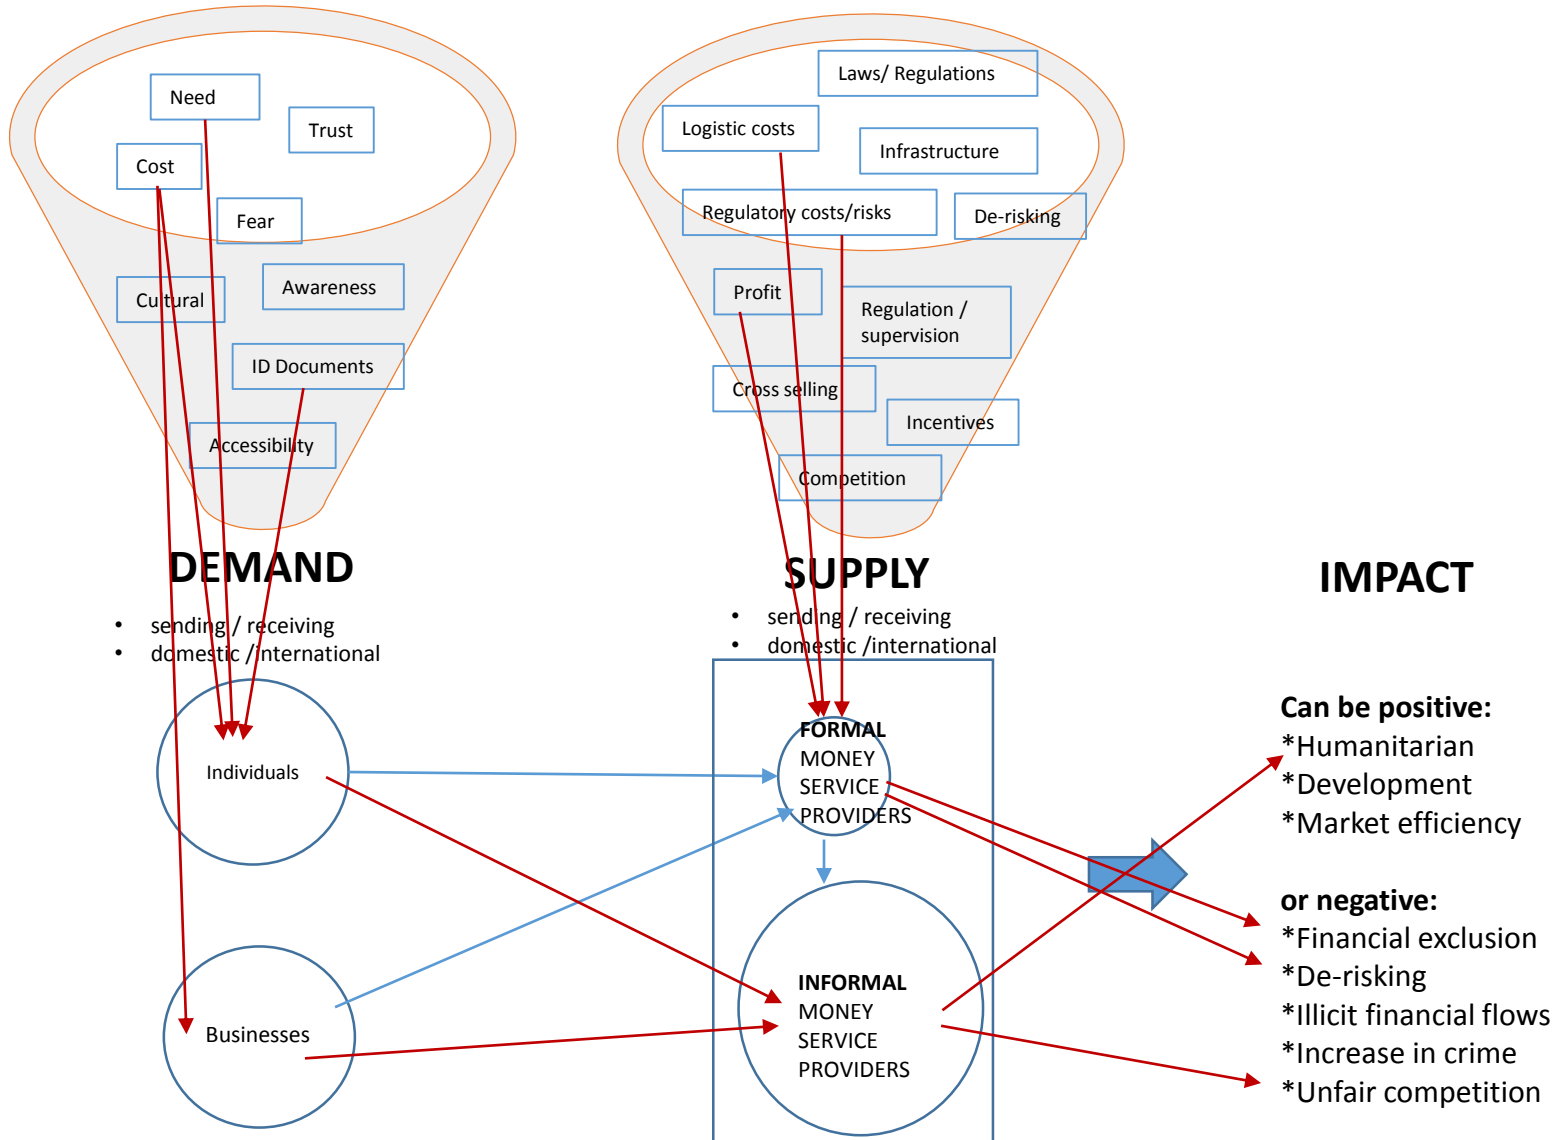 Need
Trust
Cost
Fear
Cultural
Awareness
ID Documents
Accessibility
DEMAND
• sending / receiving
• domestic /international
Individuals
Businesses
Laws/ Regulations
Logistic costs
Infrastructure
Regulatory costs/risks
De-risking
Profit
Regulation /
supervision
Cross selling
Incentives
Competition
SUPPLY
• sending / receiving
• domestic /international
FORMAL
MONEY
SERVICE
PROVIDERS
INFORMAL
MONEY
SERVICE
PROVIDERS
IMPACT
Can be positive:
*Humanitarian
*Development
*Market efficiency
or negative:
*Financial exclusion
*De-risking
*Illicit financial flows
*Increase in crime
*Unfair competition